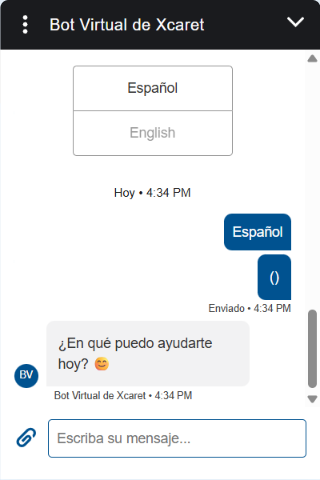 Bot Virtual de Xcaret
Español
English
Hoy • 4:34 PM
Español
()
Enviado • 4:34 PM
¿En qué puedo ayudarte
hoy? 😊
BV
Bot Virtual de Xcaret • 4:34 PM
Escriba su mensaje...